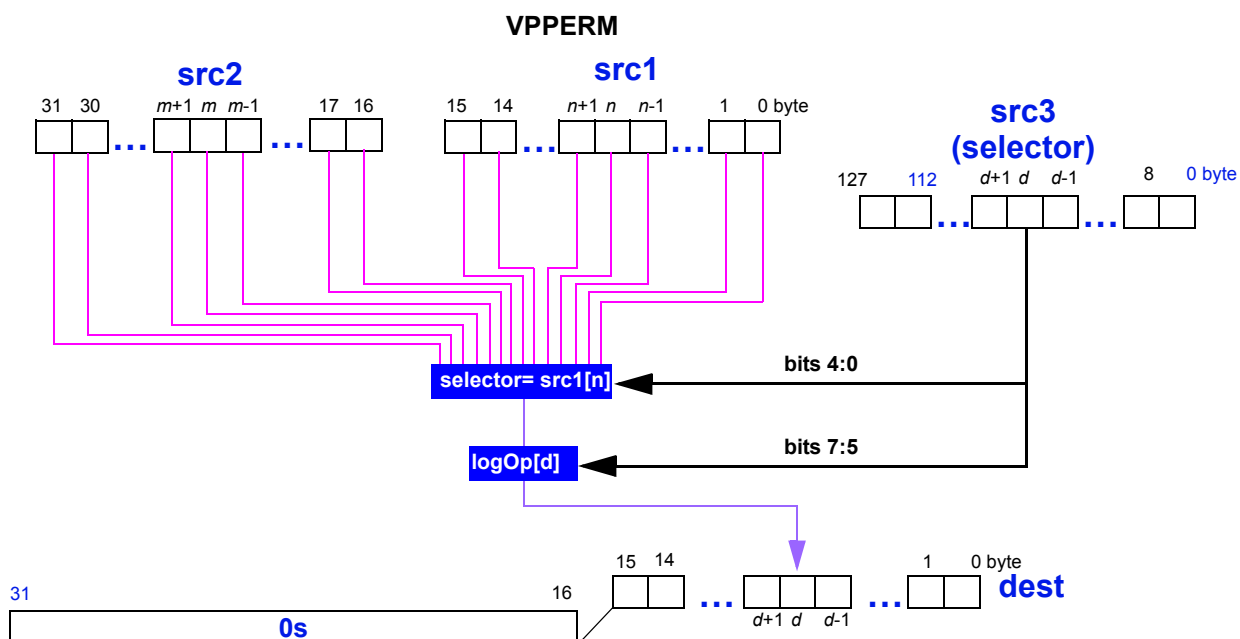 VPPERM
src2
src1
31 30 ... m+1 m m-1 ... 17 16
15 14 ... n+1 n n-1 ... 1 0 byte
src3
(selector)
127 112 ... d+1 d d-1 ... 8 0 byte
selector= src1[n]
bits 4:0
logOp[d]
bits 7:5
15 14 ... d+1 d d-1 ... 1 0 byte
dest
31 16
0s